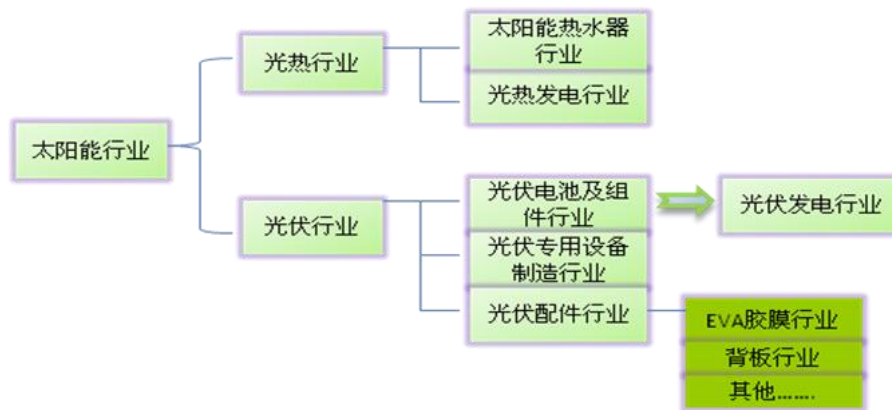 太阳能行业
光热行业
太阳能热水器
行业
光热发电行业
光伏行业
光伏电池及组
件行业
光伏发电行业
光伏专用设备
制造行业
光伏配件行业
EVA胶膜行业
背板行业
其他…….